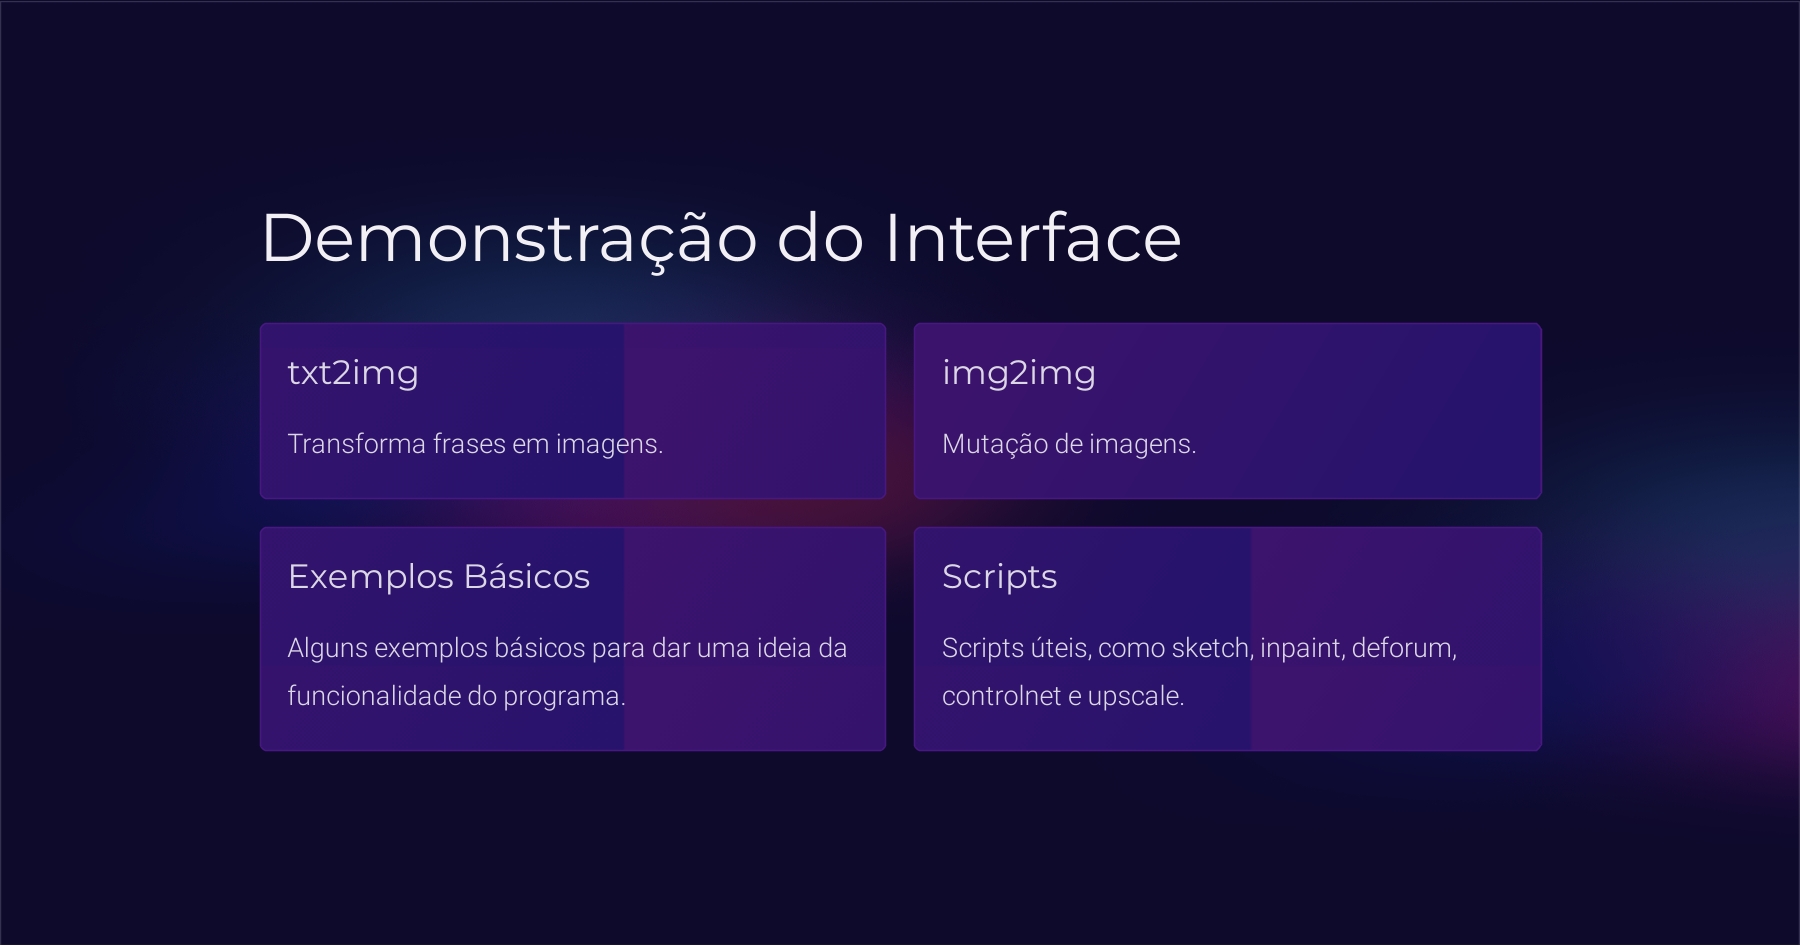 Demonstração do Interface
txt2img
Transforma frases em imagens.
img2img
Mutação de imagens.
Exemplos Básicos
Alguns exemplos básicos para dar uma ideia da
funcionalidade do programa.
Scripts
Scripts úteis, como sketch, inpaint, deforum,
controlnet e upscale.